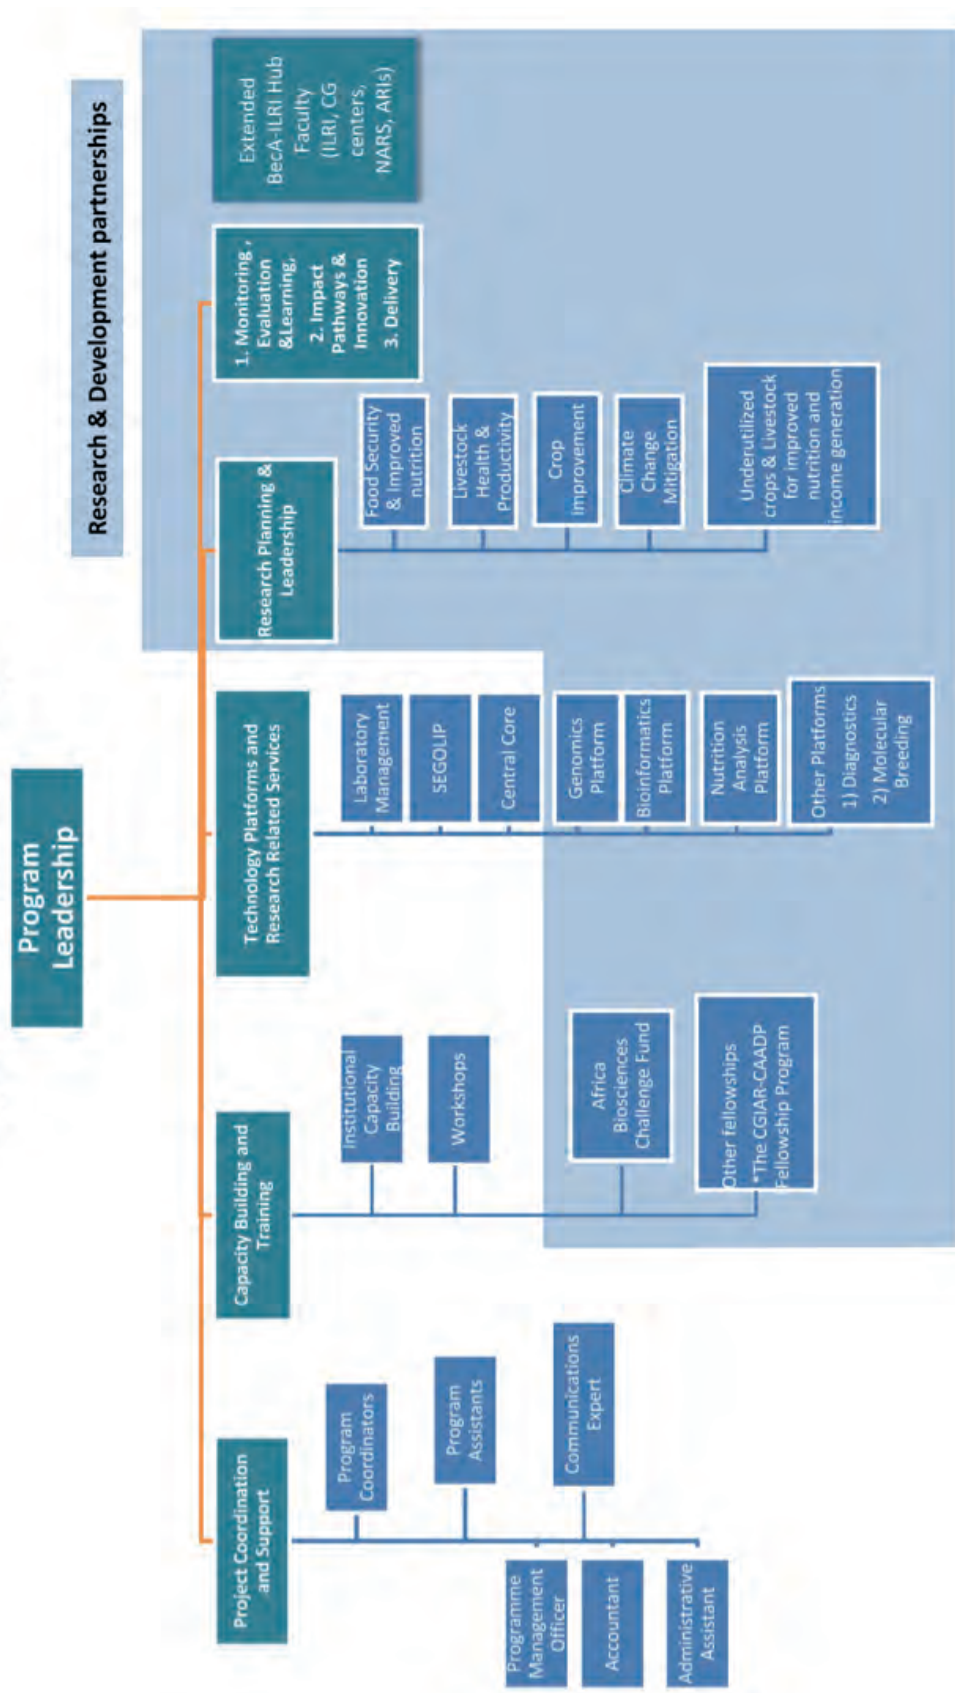 Program
Leadership
Research & Development partnerships
Project Coordination
and Support
Program
Coordinators
Program
Assistants
Communications
Expert
Programme
Management
Officer
Accountant
Administrative
Assistant
Capacity Building and
Training
Institutional
Capacity
Building
Workshops
Africa
Biosciences
Challenge Fund
Other fellowships
*The CGIAR-CAADP
Fellowship Program
Technology Platforms and
Research Related Services
Laboratory
Management
SEGOLIP
Central Core
Genomics
Platform
Bioinformatics
Platform
Nutrition
Analysis
Platform
Other Platforms
1) Diagnostics
2) Molecular
Breeding
Research Planning &
Leadership
Food Security
& Improved
nutrition
Livestock
Health &
Productivity
Crop
improvement
Climate
Change
Mitigation
Underutilized
crops & Livestock
for improved
nutrition and
income generation
1. Monitoring ,
Evaluation
&Learning,
2. Impact
Pathways &
Innovation
3. Delivery
Extended
BecA-ILRI Hub
Faculty
(ILRI, CG
centers,
NARS, ARIs)